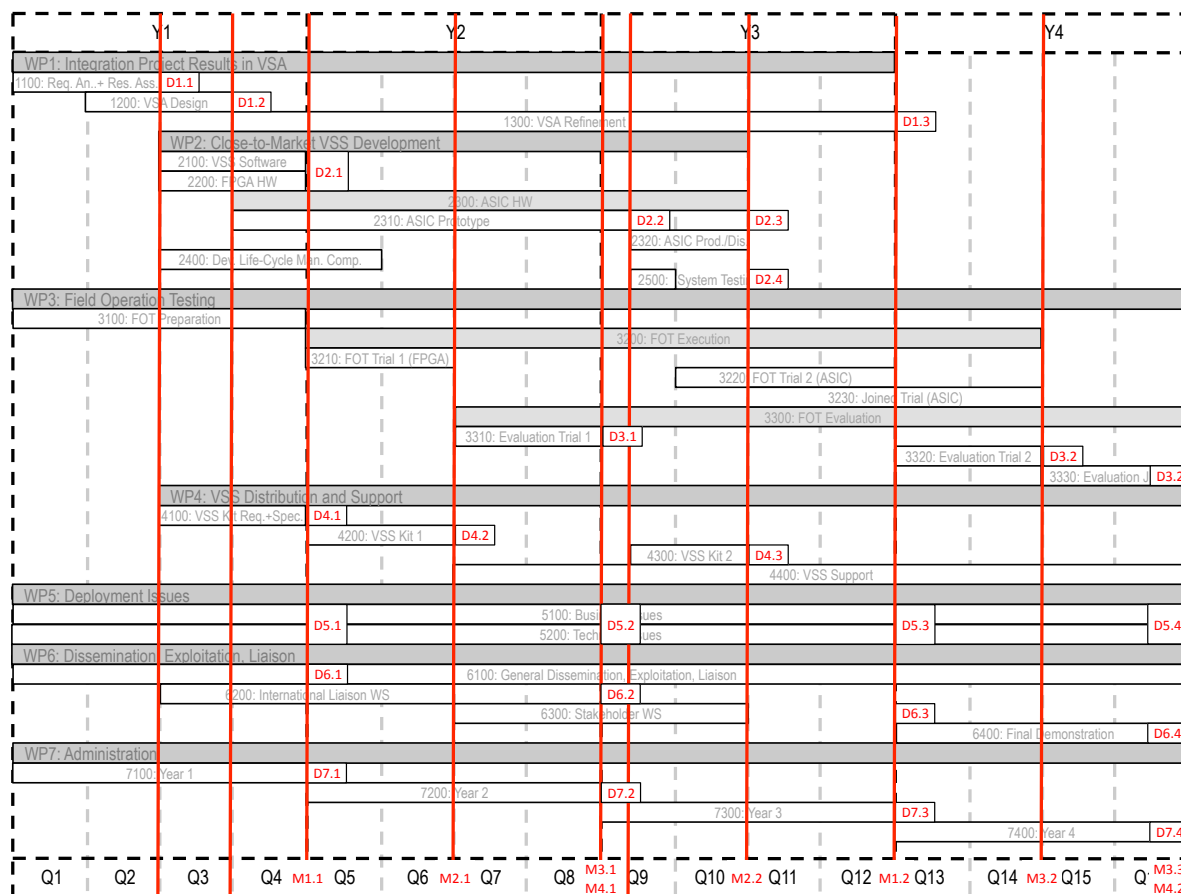 Y1 Y2 Y3 Y4
WP1: Integration Project Results in VSA
1100: Req. An..+ Res. Ass. D1.1
1200: VSA Design D1.2
1300: VSA Refinement D1.3
WP2: Close-to-Market VSS Development
2100: VSS Software
D2.1
2200: FPGA HW
2300: ASIC HW
2310: ASIC Prototype D2.2 D2.3
2320: ASIC Prod./Dis.
2400: Dev. Life-Cycle Man. Comp.
2500: System Testi D2.4
WP3: Field Operation Testing
3100: FOT Preparation
3200: FOT Execution
3210: FOT Trial 1 (FPGA)
3220: FOT Trial 2 (ASIC)
3230: Joined Trial (ASIC)
3300: FOT Evaluation
3310: Evaluation Trial 1 D3.1
3320: Evaluation Trial 2 D3.2
3330: Evaluation J D3.2
WP4: VSS Distribution and Support
4100: VSS Kit Req.+Spec. D4.1
4200: VSS Kit 1 D4.2
4300: VSS Kit 2 D4.3
4400: VSS Support
WP5: Deployment Issues
5100: Busi ues
D5.1 D5.2 D5.3 D5.4
5200: Tech ues
WP6: Dissemination, Exploitation, Liaison
D6.1 6100: General Dissemination, Exploitation, Liaison
6200: International Liaison WS D6.2
6300: Stakeholder WS D6.3
6400: Final Demonstration D6.4
WP7: Administration
7100: Year 1 D7.1
7200: Year 2 D7.2
7300: Year 3 D7.3
7400: Year 4 D7.4
Q1 Q2 Q3 Q4 M1.1 Q5 Q6 M2.1 Q7 Q8 M3.1 Q9 Q10 M2.2 Q11 Q12 M1.2 Q13 Q14 M3.2 Q15 Q M3.3
M4.1 M4.2